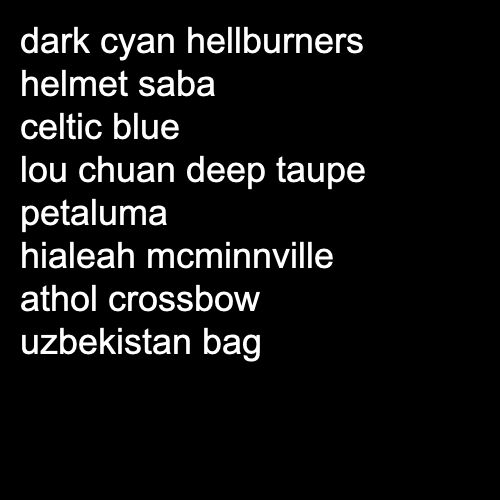 dark cyan hellburners
helmet saba
celtic blue
lou chuan deep taupe
petaluma
hialeah mcminnville
athol crossbow
uzbekistan bag